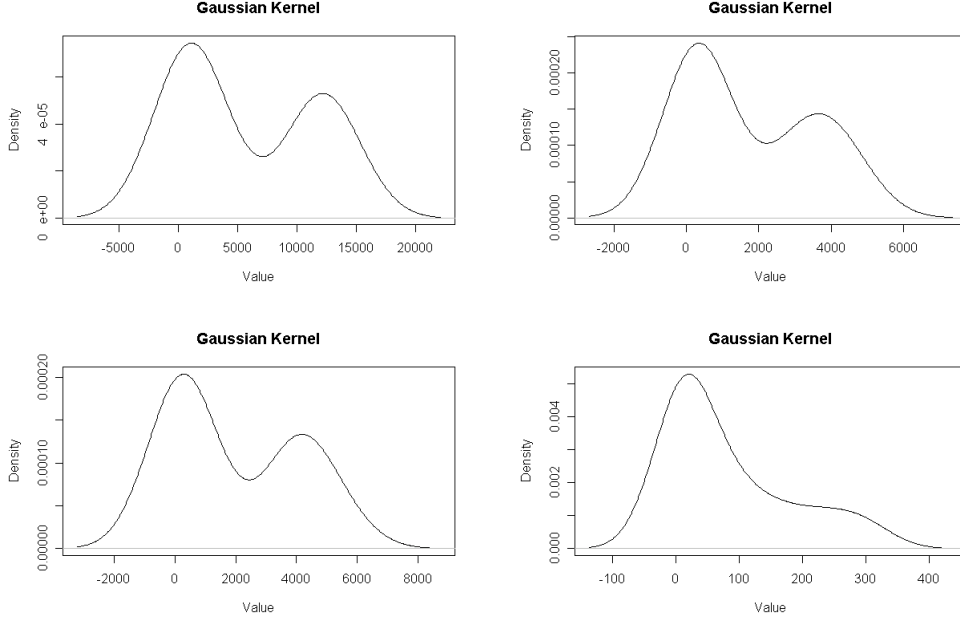 Gaussian Kernel
Density
0 e+00
4 e-05
-5000 0 5000 10000 15000 20000
Value
Gaussian Kernel
Density
0.00000
0.00010
0.00020
-2000 0 2000 4000 6000
Value
Gaussian Kernel
Density
0.00000
0.00010
0.00020
-2000 0 2000 4000 6000 8000
Value
Gaussian Kernel
Density
0.000
0.002
0.004
-100 0 100 200 300 400
Value